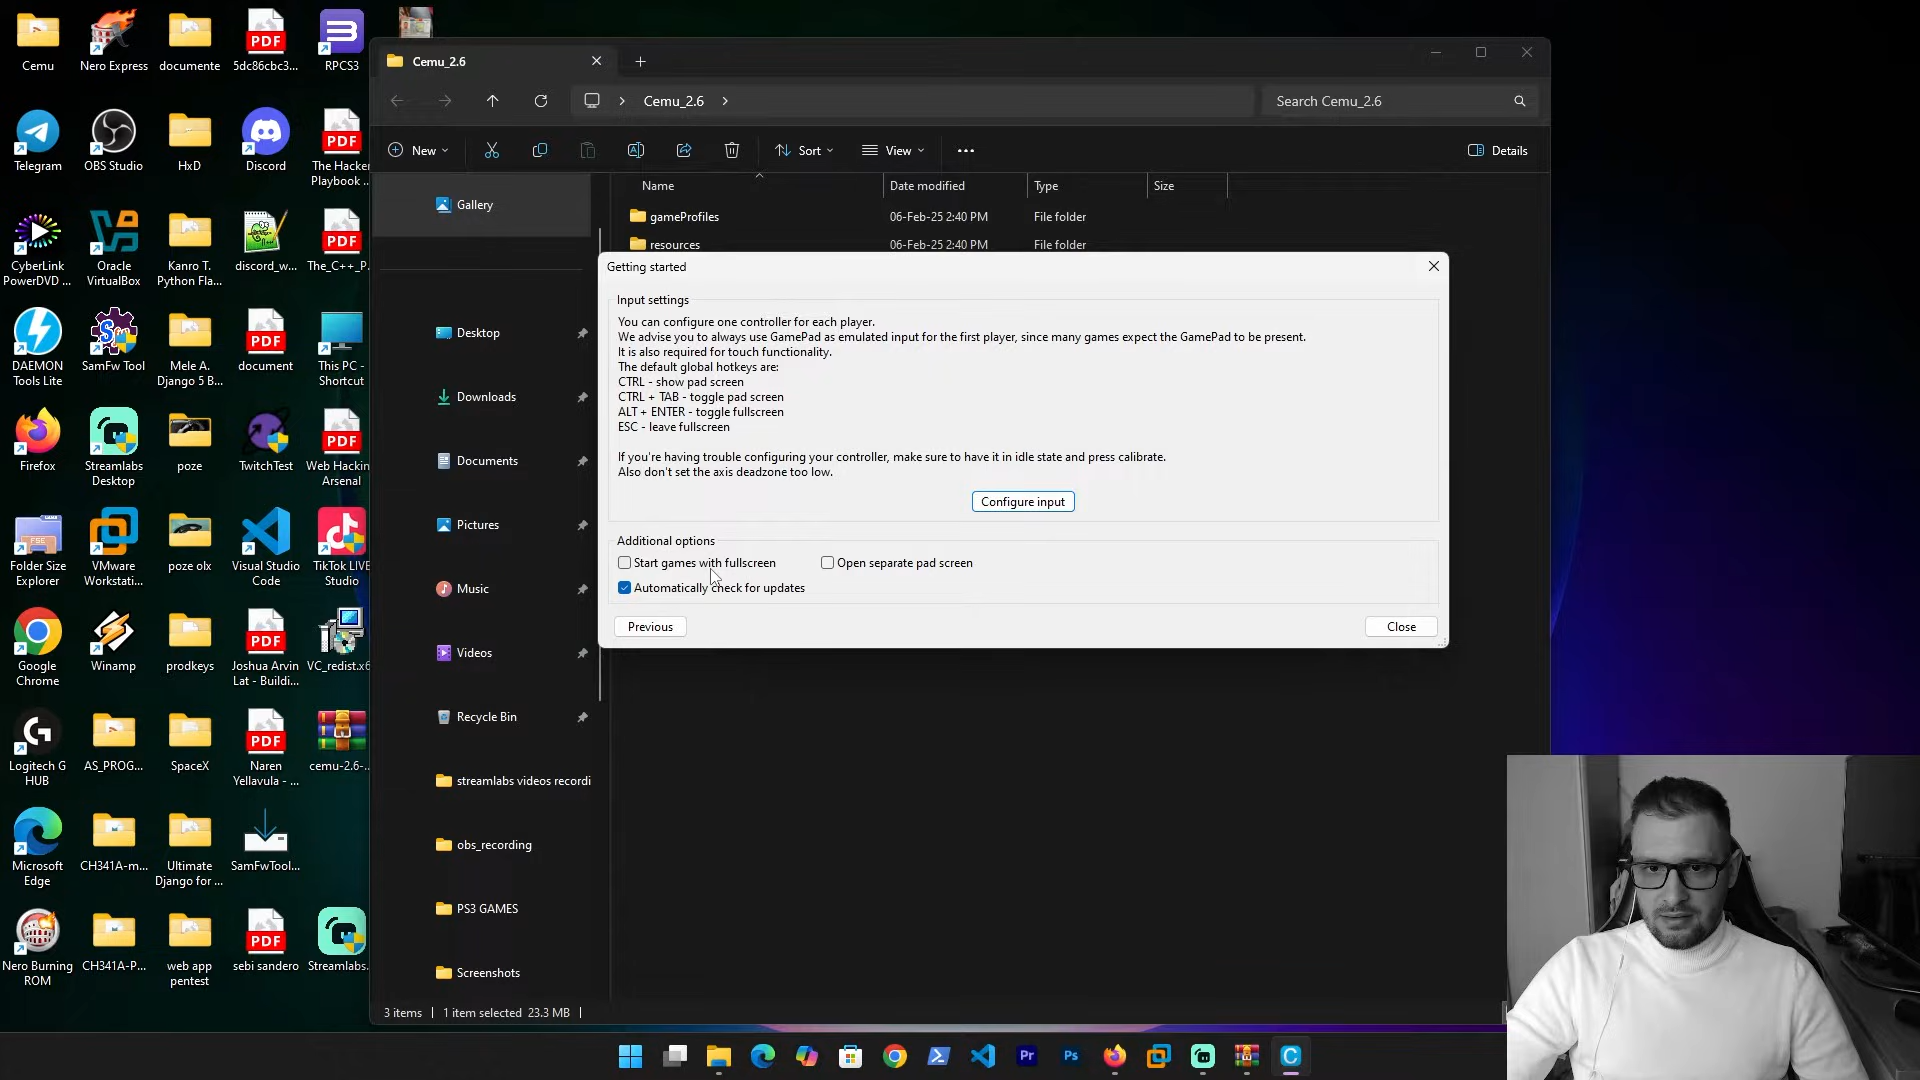 Cemu
Nero Express
documente
5dc86cbc3...
RPCS3
Telegram
OBS Studio
HxD
Discord
The Hacker
Playbook ...
CyberLink
PowerDVD ...
Oracle
VirtualBox
Kanro T.
Python Fla...
discord_w...
The_C++_P...
DAEMON
Tools Lite
SamFw Tool
Mele A.
Django 5 B...
document
This PC -
Shortcut
Firefox
Streamlabs
Desktop
poze
TwitchTest
Web Hackin
Arsenal
Folder Size
Explorer
VMware
Workstati...
poze olx
Visual Studio
Code
TikTok LIVE
Studio
Google
Chrome
Winamp
prodkeys
Joshua Arvin
Lat - Buildi...
VC_redist.x6
Logitech G
HUB
AS_PROG...
SpaceX
Naren
Yellavula - ...
cemu-2.6-...
Microsoft
Edge
CH341A-m...
Ultimate
Django for ...
SamFwTool...
Nero Burning
ROM
CH341A-P...
web app
pentest
sebi sandero
Streamlabs.
Cemu_2.6
Cemu_2.6
Search Cemu_2.6
New
Sort
View
Details
Name
Date modified
Type
Size
gameProfiles
06-Feb-25 2:40 PM
File folder
resources
06-Feb-25 2:40 PM
File folder
Gallery
Desktop
Downloads
Documents
Pictures
Music
Videos
Recycle Bin
streamlabs videos recordi
obs_recording
PS3 GAMES
Screenshots
3 items
1 item selected 23.3 MB
Getting started
Input settings
You can configure one controller for each player.
We advise you to always use GamePad as emulated input for the first player, since many games expect the GamePad to be present.
It is also required for touch functionality.
The default global hotkeys are:
CTRL - show pad screen
CTRL + TAB - toggle pad screen
ALT + ENTER - toggle fullscreen
ESC - leave fullscreen
If you're having trouble configuring your controller, make sure to have it in idle state and press calibrate.
Also don't set the axis deadzone too low.
Configure input
Additional options
Start games with fullscreen
Open separate pad screen
Automatically check for updates
Previous
Close